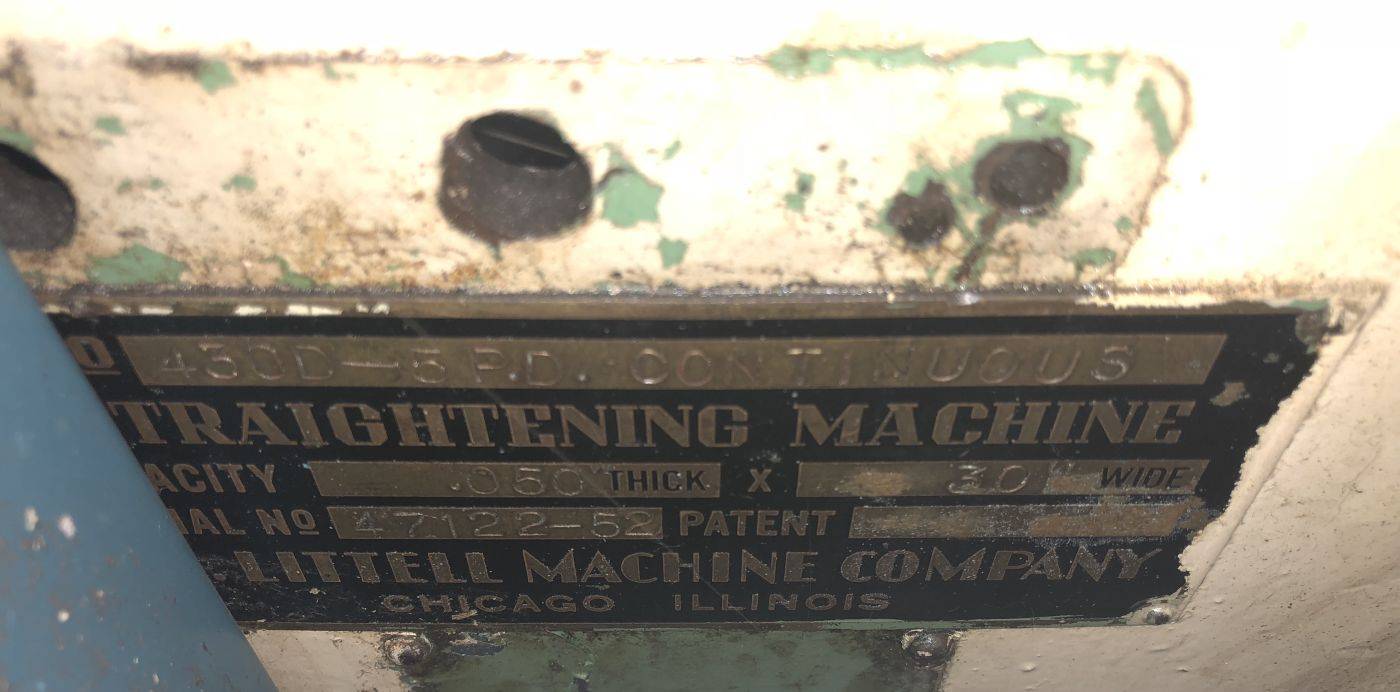 O 430D-5 P.D. CONTINUOUS
TRAIGHTENING MACHINE
ACITY .050 THICK X 30 WIDE
IAL NO 47122-52 PATENT
LITTELL MACHINE COMPANY
CHICAGO ILLINOIS